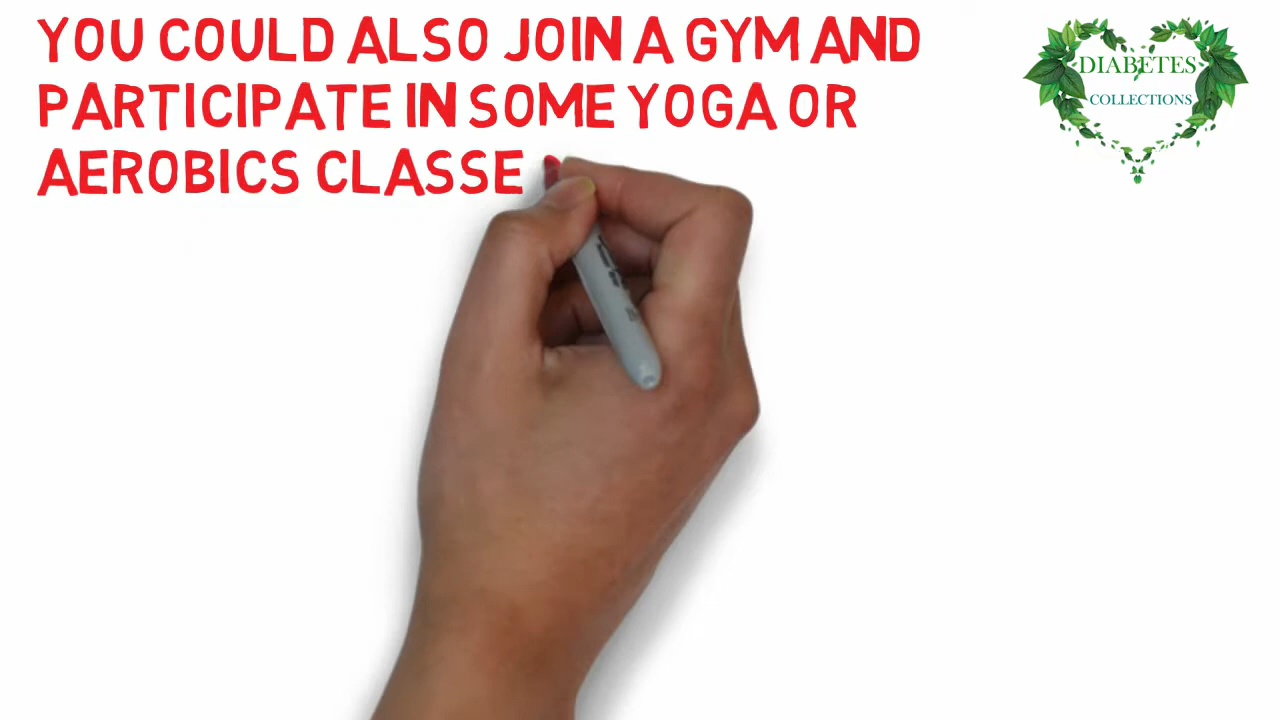 YOU COULD ALSO JOIN A GYM AND
PARTICIPATE IN SOME YOGA OR
AEROBICS CLASSE
DIABETES
COLLECTIONS